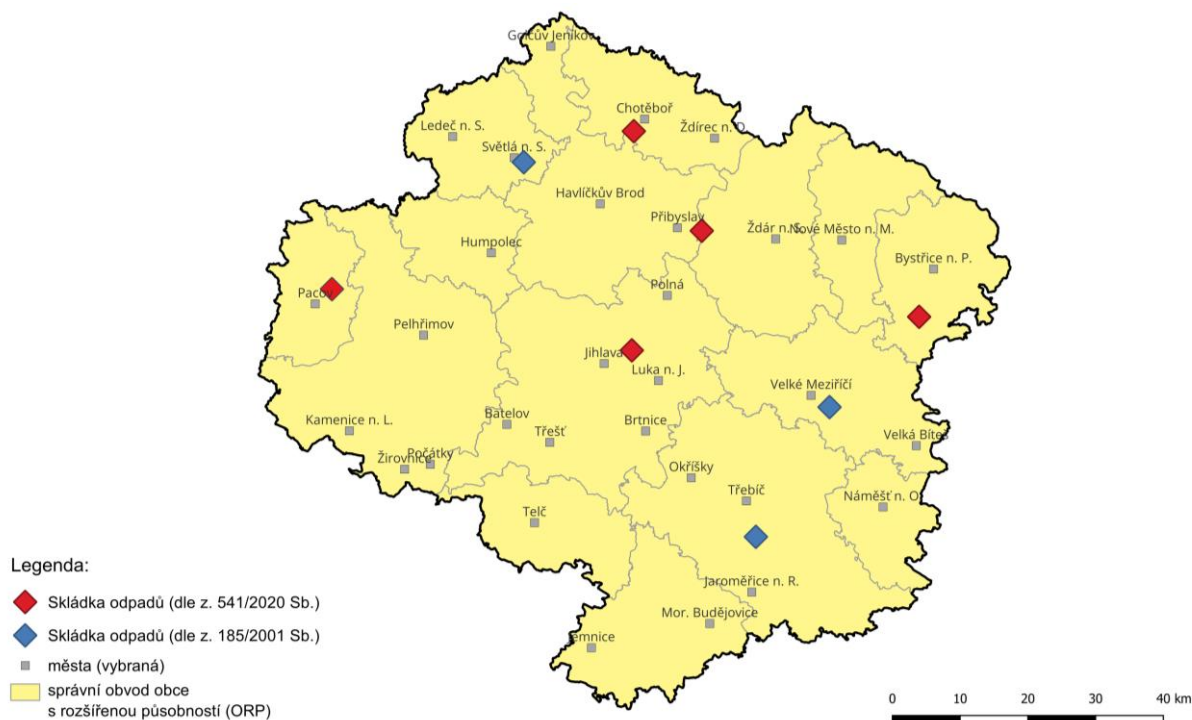 Golčův Jeníkov
Chotěboř
Ledeč n. S.
Ždírec n. D.
Světlá n. S.
Havlíčkův Brod
Přibyslav
Žďár n. S.
Nové Město n. M.
Humpolec
Bystřice n. P.
Polná
Pacov
Pelhřimov
Jihlava
Luka n. J.
Velké Meziříčí
Batelov
Kamenice n. L.
Třešť
Brtnice
Velká Bíteš
Počátky
Žirovnice
Okříšky
Třebíč
Náměšť n. O.
Telč
Jaroměřice n. R.
Mor. Budějovice
Jemnice
Legenda:
Skládka odpadů (dle z. 541/2020 Sb.)
Skládka odpadů (dle z. 185/2001 Sb.)
města (vybraná)
správní obvod obce
s rozšířenou působností (ORP)
0 10 20 30 40 km